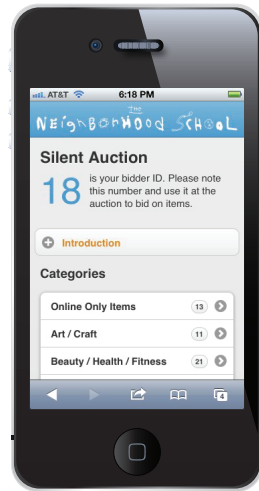 AT&T 6:18 PM
THE
NEIGHBORHOOD SCHOOL
Silent Auction
18 is your bidder ID. Please note
this number and use it at the
auction to bid on items.
Introduction
Categories
Online Only Items 13
Art / Craft 11
Beauty / Health / Fitness 21
4